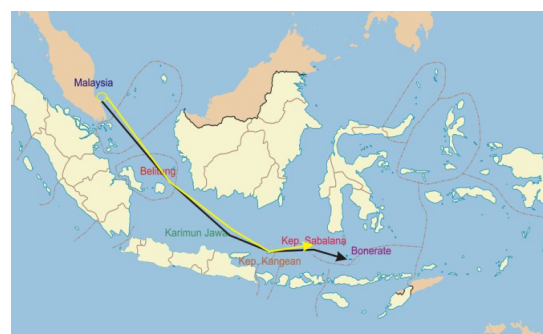 Malaysia
Belitung
Karimun Jawa
Kep. Sabalana
Bonerate
Kep. Kangean